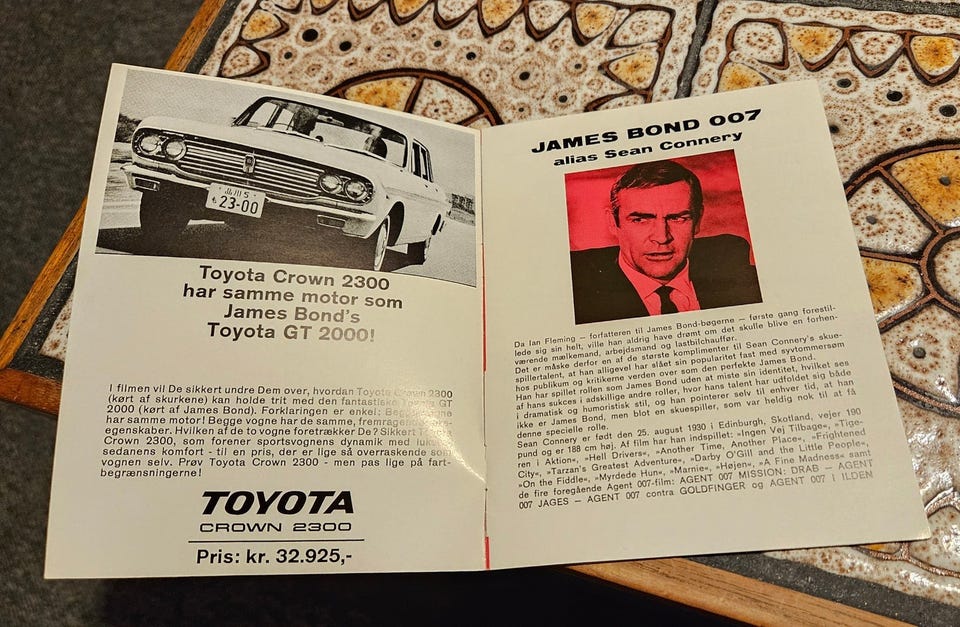 23-00
Toyota Crown 2300
har samme motor som
James Bond's
Toyota GT 2000!
I filmen vil De sikkert undre Dem over, hvordan Toyota Crown 2300
(kørt af skurkene) kan holde trit med den fantastiske Toyota GT
2000 (kørt af James Bond). Forklaringen er enkel: Begge vogne
har samme motor! Begge vogne har de samme, fremragende køre-
egenskaber. Hvilken af de to vogne foretrækker De? Sikkert Toyota
Crown 2300, som forener sportsvognens dynamik med luksus-
sedanens komfort - til en pris, der er lige så overraskende som
vognen selv. Prøv Toyota Crown 2300 - men pas lige på fart-
begrænsningerne!
TOYOTA
CROWN 2300
Pris: kr. 32.925,-
JAMES BOND 007
alias Sean Connery
Da Ian Fleming — forfatteren til James Bond-bøgerne — første gang forestil-
lede sig sin helt, ville han aldrig have drømt om det skulle blive en forhen-
værende mælkemand, arbejdsmand og lastbilchauffør.
Det er måske derfor en af de største komplimenter til Sean Connery's skue-
spillertalent, at han alligevel har slået sin popularitet fast med syvtommersøm
hos publikum og kritikerne verden over som den perfekte James Bond.
Han har spillet rollen som James Bond uden at miste sin identitet, hvilket ses
af hans sukces i adskillige andre roller, hvor hans talent har udfoldet sig både
i dramatisk og humoristisk stil, og han pointerer selv til enhver tid, at han
ikke er James Bond, men blot en skuespiller, som var heldig nok til at få
denne specielle rolle.
Sean Connery er født den 25. august 1930 i Edinburgh, Skotland, vejer 190
pund og er 188 cm høj. Af film har han indspillet: »Ingen Vej Tilbage«, »Tige-
ren i Aktion«, »Hell Drivers«, »Another Time, Another Place«, »Frightened
City«, »Tarzan's Greatest Adventure«, »Darby O'Gill and the Little People«,
»On the Fiddle«, »Myrdede Hun«, »Marnie«, »Højen«, »A Fine Madness« samt
de fire foregående Agent 007-film: AGENT 007 MISSION: DRAB — AGENT
007 JAGES — AGENT 007 contra GOLDFINGER og AGENT 007 I ILDEN